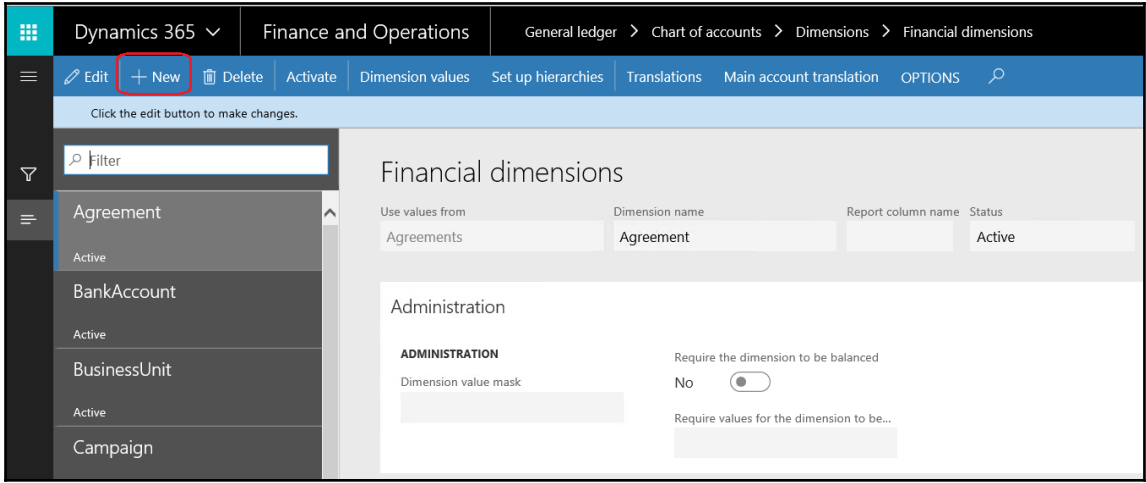 Dynamics 365 Finance and Operations General ledger > Chart of accounts > Dimensions > Financial dimensions
Edit + New Delete Activate Dimension values Set up hierarchies Translations Main account translation OPTIONS
Click the edit button to make changes.
Filter
Financial dimensions
Agreement
Active
BankAccount
Active
BusinessUnit
Active
Campaign
Use values from Dimension name Report column name Status
Agreements Agreement Active
Administration
ADMINISTRATION
Dimension value mask
Require the dimension to be balanced
No
Require values for the dimension to be...